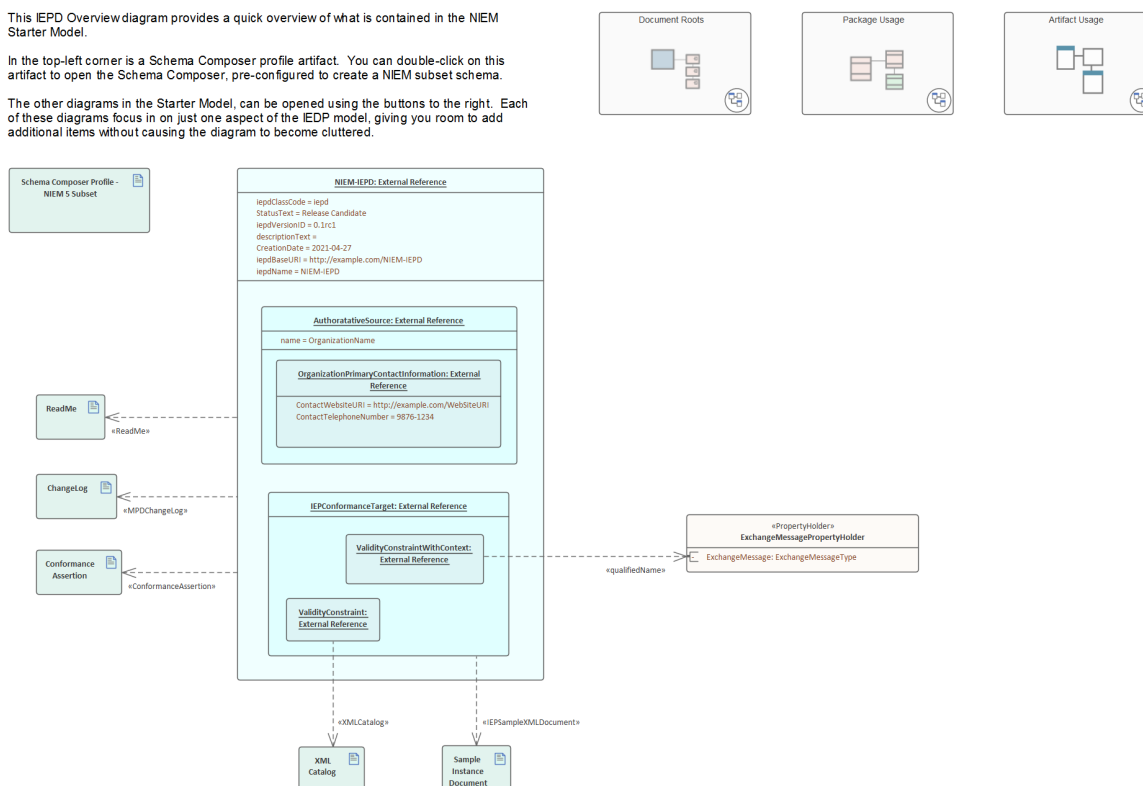 This IEPD Overview diagram provides a quick overview of what is contained in the NIEM
Starter Model.
In the top-left corner is a Schema Composer profile artifact.  You can double-click on this
artifact to open the Schema Composer, pre-configured to create a NIEM subset schema.
The other diagrams in the Starter Model, can be opened using the buttons to the right.  Each
of these diagrams focus in on just one aspect of the IEDP model, giving you room to add
additional items without causing the diagram to become cluttered.
Document Roots
Package Usage
Artifact Usage
Schema Composer Profile -
NIEM 5 Subset
NIEM-IEPD: External Reference
iepdClassCode = iepd
StatusText = Release Candidate
iepdVersionID = 0.1rc1
descriptionText =
CreationDate = 2021-04-27
iepdBaseURI = http://example.com/NIEM-IEPD
iepdName = NIEM-IEPD
AuthoratativeSource: External Reference
name = OrganizationName
OrganizationPrimaryContactInformation: External
Reference
ContactWebsiteURI = http://example.com/WebSiteURI
ContactTelephoneNumber = 9876-1234
ReadMe
«ReadMe»
ChangeLog
«MPDChangeLog»
Conformance
Assertion
«ConformanceAssertion»
IEPConformanceTarget: External Reference
ValidityConstraintWithContext:
External Reference
ValidityConstraint:
External Reference
«qualifiedName»
«PropertyHolder»
ExchangeMessagePropertyHolder
ExchangeMessage: ExchangeMessageType
«XMLCatalog»
«IEPSampleXMLDocument»
XML
Catalog
Sample
Instance
Document